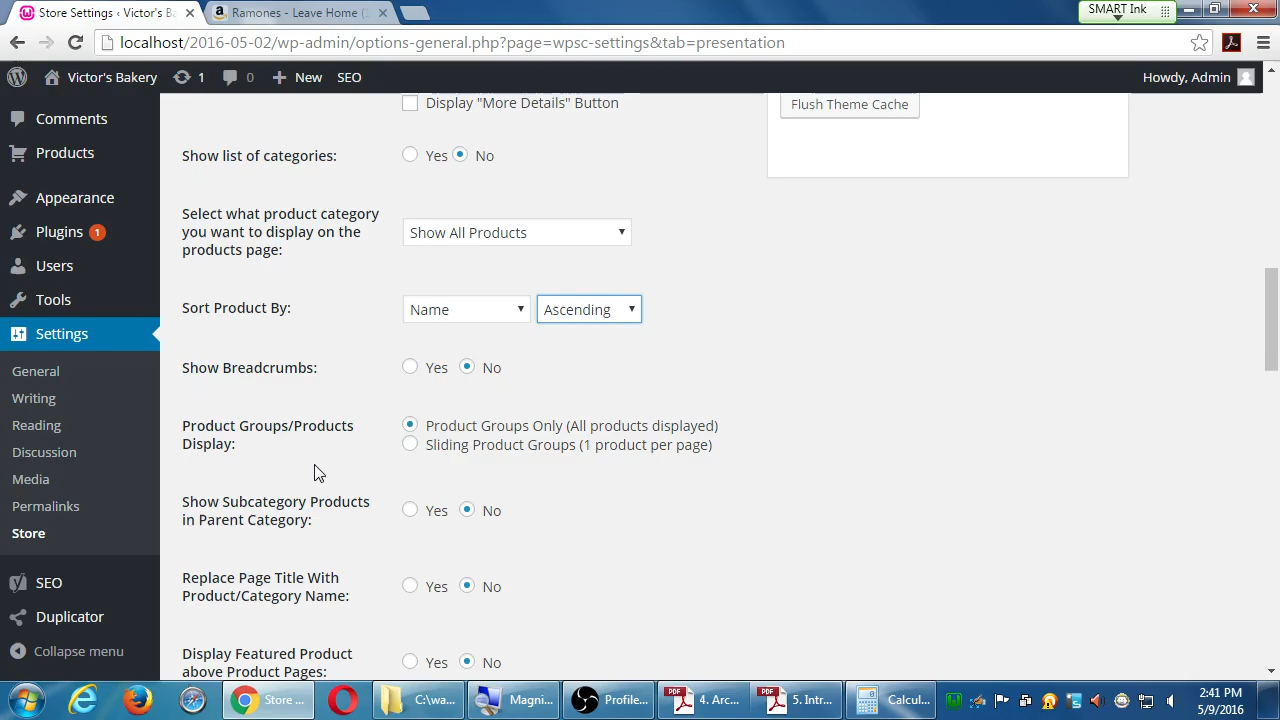 Store Settings ‹ Victor's Ba
Ramones - Leave Home (1
SMART Ink
localhost/2016-05-02/wp-admin/options-general.php?page=wpsc-settings&tab=presentation
Victor's Bakery 1 0 New SEO Howdy, Admin
Comments
Products
Appearance
Plugins 1
Users
Tools
Settings
General
Writing
Reading
Discussion
Media
Permalinks
Store
SEO
Duplicator
Collapse menu
Display "More Details" Button
Flush Theme Cache
Show list of categories: Yes No
Select what product category
you want to display on the
products page:
Show All Products
Sort Product By: Name Ascending
Show Breadcrumbs: Yes No
Product Groups/Products
Display:
Product Groups Only (All products displayed)
Sliding Product Groups (1 product per page)
Show Subcategory Products
in Parent Category:
Yes No
Replace Page Title With
Product/Category Name:
Yes No
Display Featured Product
above Product Pages:
Yes No
Store ... C:\wa... Magni... Profile... PDF 4. Arc... PDF 5. Intr... Calcul...
2:41 PM
5/9/2016